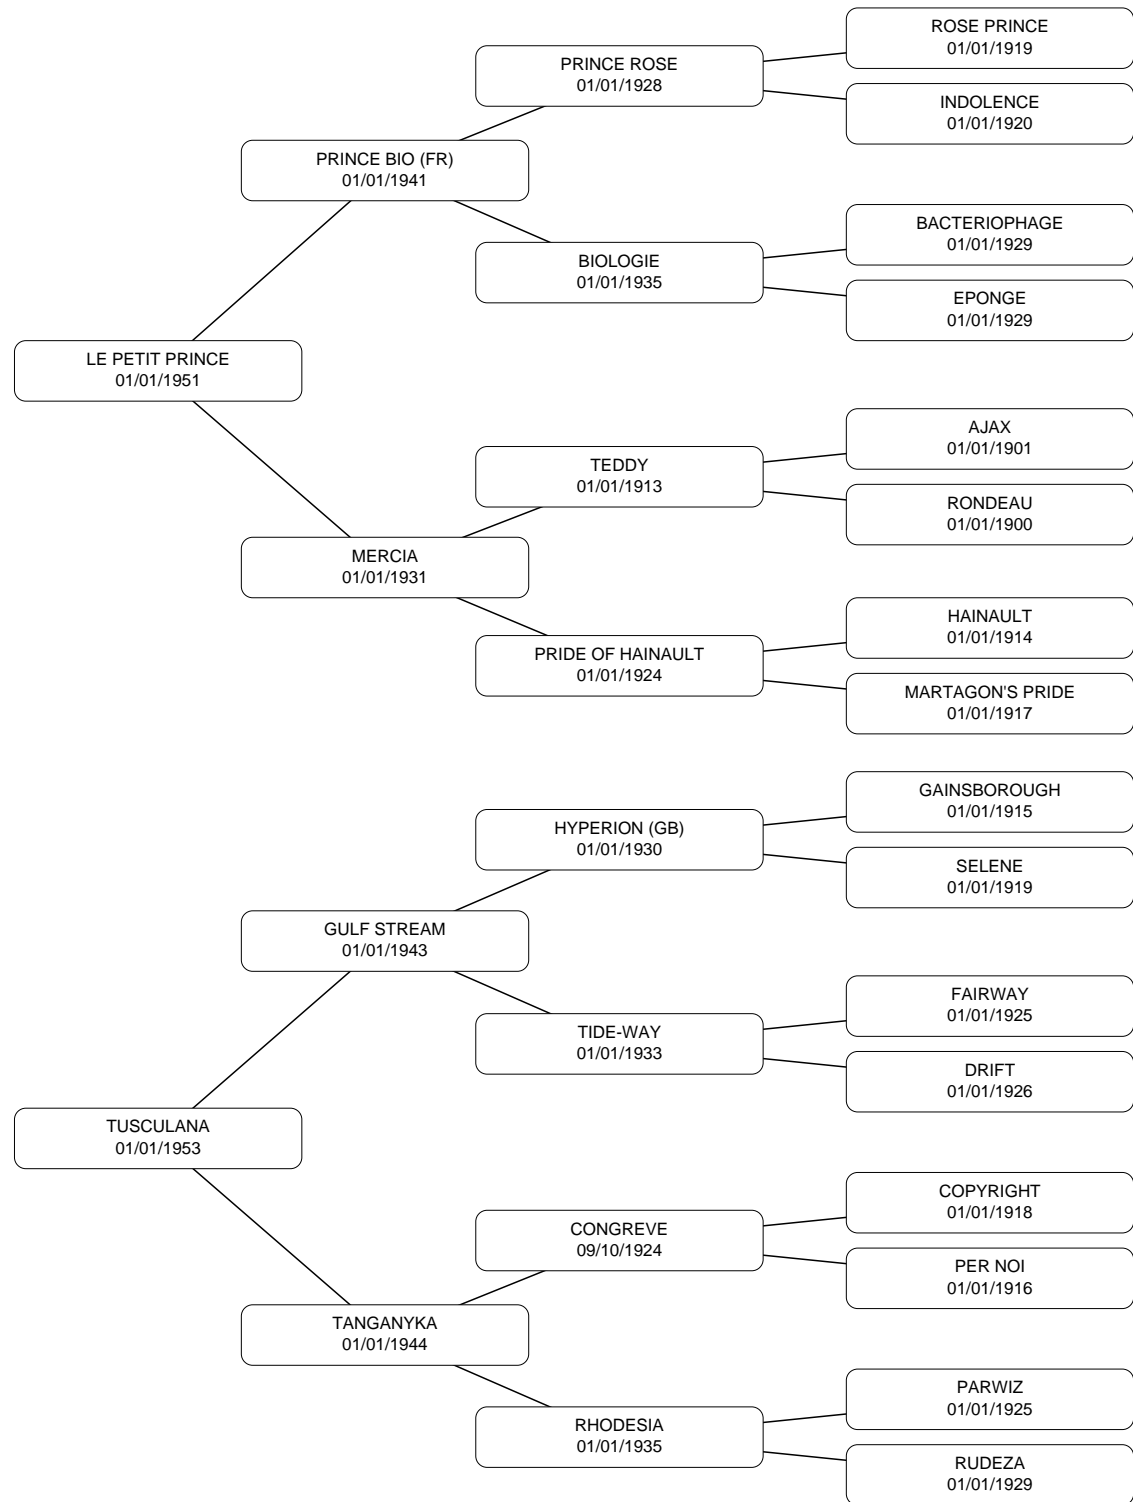 ROSE PRINCE
01/01/1919
PRINCE ROSE
01/01/1928
INDOLENCE
01/01/1920
PRINCE BIO (FR)
01/01/1941
BACTERIOPHAGE
01/01/1929
BIOLOGIE
01/01/1935
EPONGE
01/01/1929
LE PETIT PRINCE
01/01/1951
AJAX
01/01/1901
TEDDY
01/01/1913
RONDEAU
01/01/1900
MERCIA
01/01/1931
HAINAULT
01/01/1914
PRIDE OF HAINAULT
01/01/1924
MARTAGON'S PRIDE
01/01/1917
GAINSBOROUGH
01/01/1915
HYPERION (GB)
01/01/1930
SELENE
01/01/1919
GULF STREAM
01/01/1943
FAIRWAY
01/01/1925
TIDE-WAY
01/01/1933
DRIFT
01/01/1926
TUSCULANA
01/01/1953
COPYRIGHT
01/01/1918
CONGREVE
09/10/1924
PER NOI
01/01/1916
TANGANYKA
01/01/1944
PARWIZ
01/01/1925
RHODESIA
01/01/1935
RUDEZA
01/01/1929